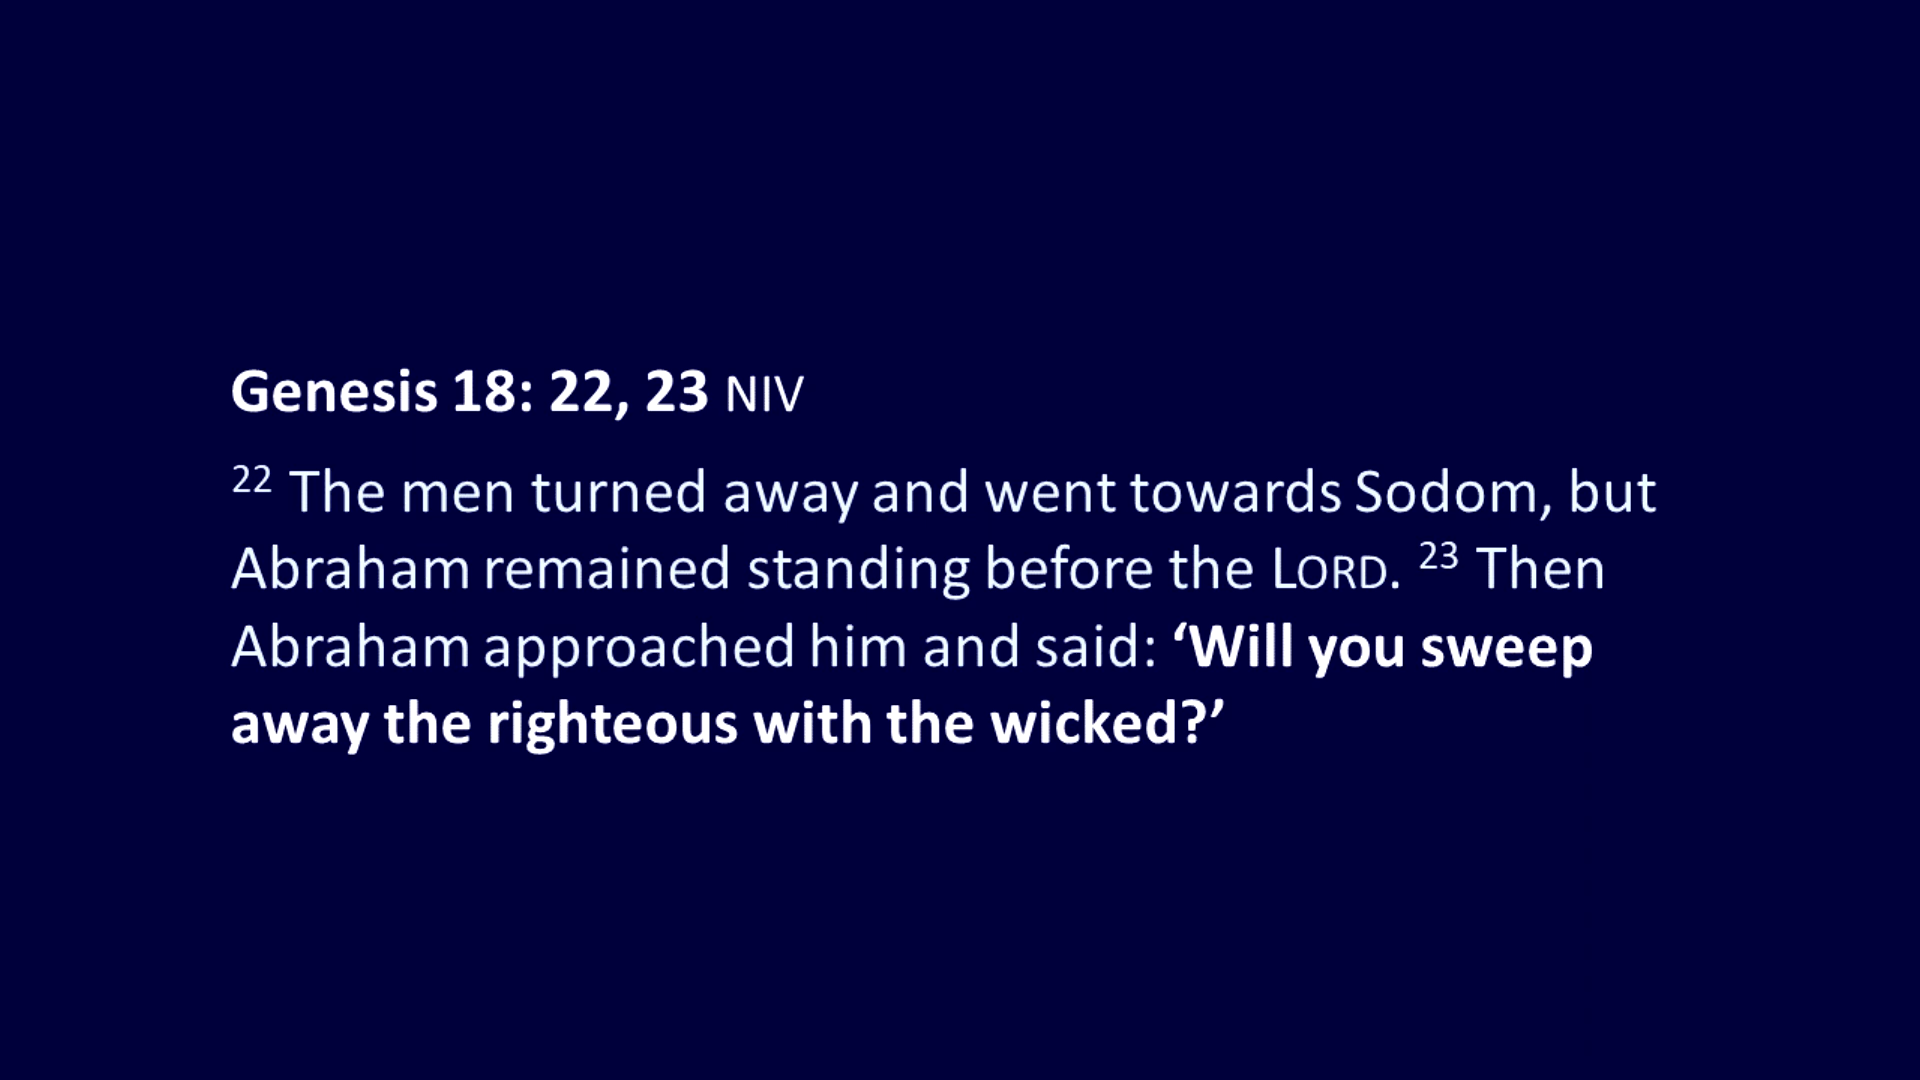 Genesis 18: 22, 23 NIV
22 The men turned away and went towards Sodom, but
Abraham remained standing before the LORD. 23 Then
Abraham approached him and said: ‘Will you sweep
away the righteous with the wicked?’